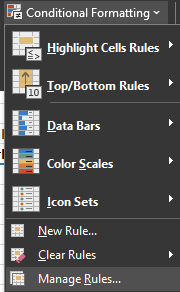 Conditional Formatting
Highlight Cells Rules
Top/Bottom Rules
10
Data Bars
Color Scales
Icon Sets
New Rule...
Clear Rules
Manage Rules...